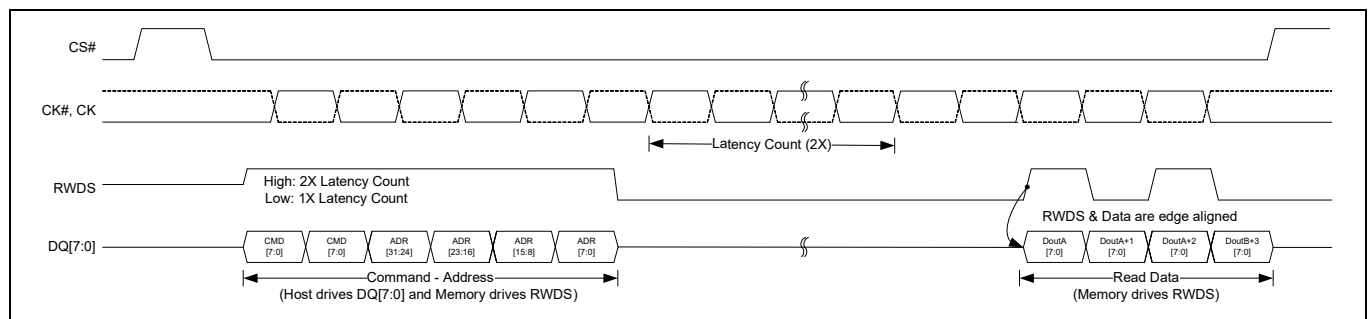 CS#
CK#, CK
Latency Count (2X)
RWDS
High: 2X Latency Count
Low: 1X Latency Count
RWDS & Data are edge aligned
DQ[7:0]
CMD
[7:0]
CMD
[7:0]
ADR
[31:24]
ADR
[23:16]
ADR
[15:8]
ADR
[7:0]
DoutA
[7:0]
DoutA+1
[7:0]
DoutA+2
[7:0]
DoutB+3
[7:0]
Command - Address
(Host drives DQ[7:0] and Memory drives RWDS)
Read Data
(Memory drives RWDS)